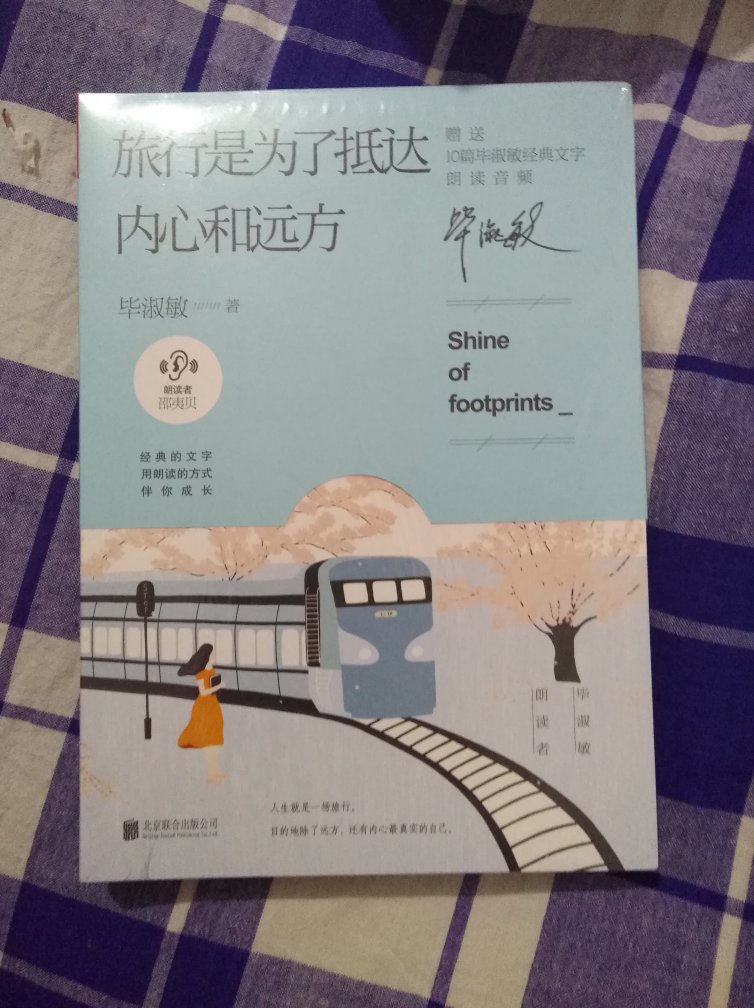 旅行是为了抵达
内心和远方
赠送
10篇毕淑敏经典文字
朗读音频
毕淑敏
毕淑敏 著
Shine
of
footprints _
朗读者
邵夷贝
经典的文字
用朗读的方式
伴你成长
毕淑敏
朗读者
人生就是一场旅行。
目的地除了远方,还有内心最真实的自己。
北京联合出版公司
Beijing United Publishing Co.,Ltd.